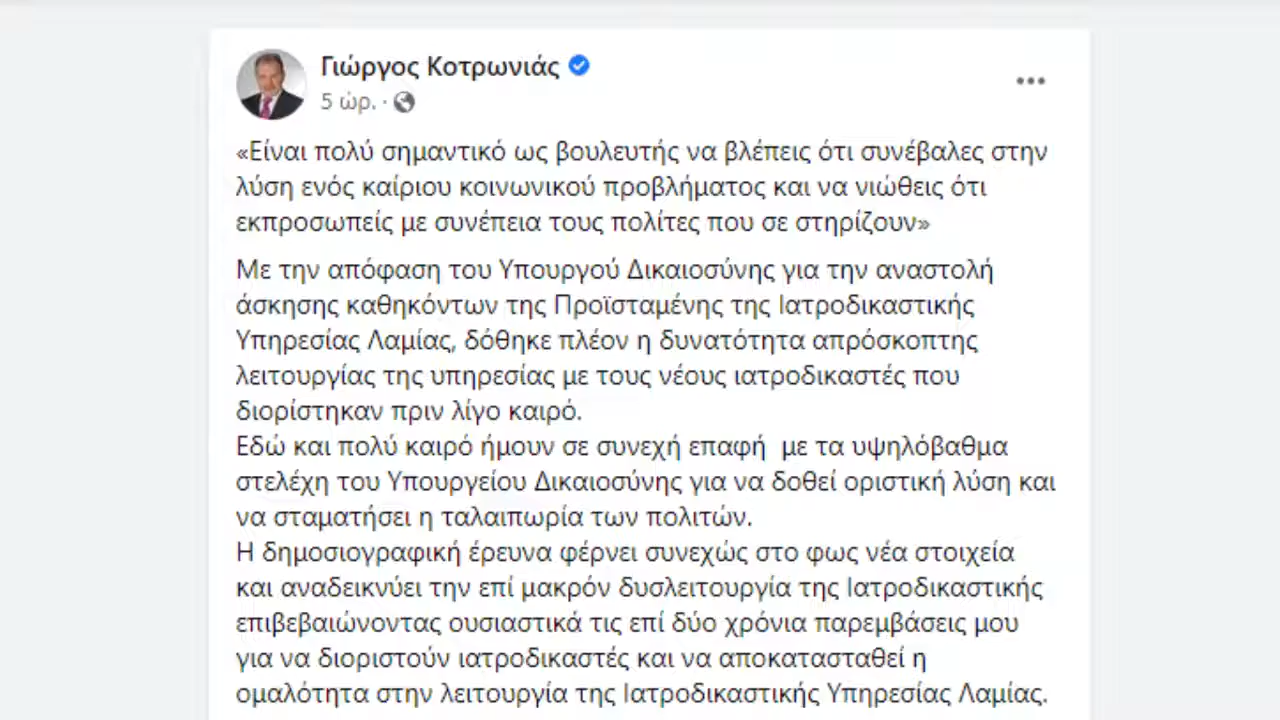 Γιώργος Κοτρωνιάς
5 ώρ. ·
«Είναι πολύ σημαντικό ως βουλευτής να βλέπεις ότι συνέβαλες στην
λύση ενός καίριου κοινωνικού προβλήματος και να νιώθεις ότι
εκπροσωπείς με συνέπεια τους πολίτες που σε στηρίζουν»
Με την απόφαση του Υπουργού Δικαιοσύνης για την αναστολή
άσκησης καθηκόντων της Προϊσταμένης της Ιατροδικαστικής
Υπηρεσίας Λαμίας, δόθηκε πλέον η δυνατότητα απρόσκοπτης
λειτουργίας της υπηρεσίας με τους νέους ιατροδικαστές που
διορίστηκαν πριν λίγο καιρό.
Εδώ και πολύ καιρό ήμουν σε συνεχή επαφή  με τα υψηλόβαθμα
στελέχη του Υπουργείου Δικαιοσύνης για να δοθεί οριστική λύση και
να σταματήσει η ταλαιπωρία των πολιτών.
Η δημοσιογραφική έρευνα φέρνει συνεχώς στο φως νέα στοιχεία
και αναδεικνύει την επί μακρόν δυσλειτουργία της Ιατροδικαστικής
επιβεβαιώνοντας ουσιαστικά τις επί δύο χρόνια παρεμβάσεις μου
για να διοριστούν ιατροδικαστές και να αποκατασταθεί η
ομαλότητα στην λειτουργία της Ιατροδικαστικής Υπηρεσίας Λαμίας.